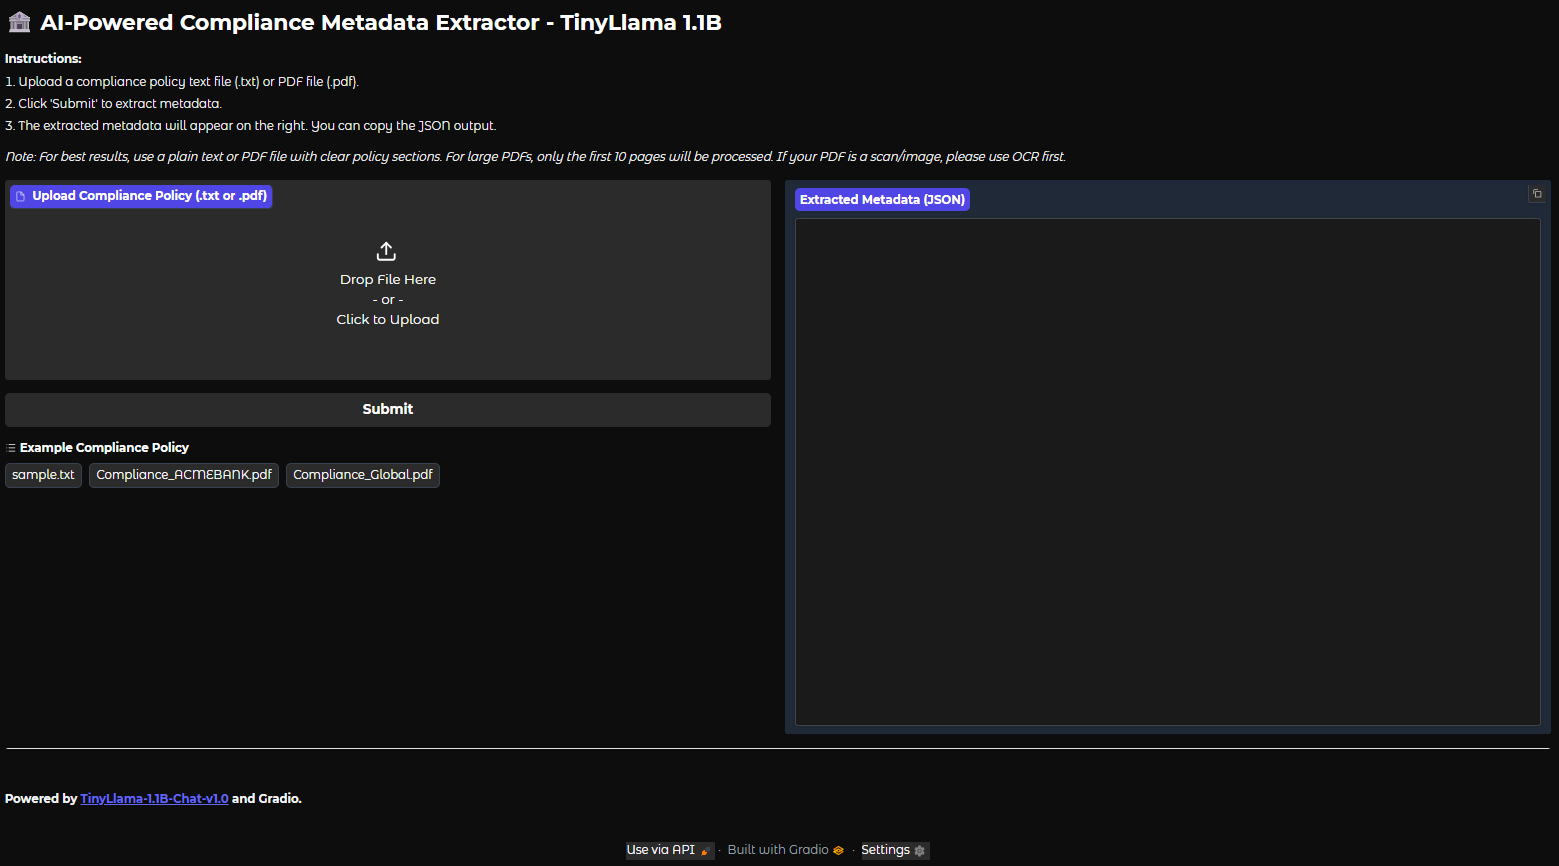 AI-Powered Compliance Metadata Extractor - TinyLlama 1.1B
Instructions:
1. Upload a compliance policy text file (.txt) or PDF file (.pdf).
2. Click 'Submit' to extract metadata.
3. The extracted metadata will appear on the right. You can copy the JSON output.
Note: For best results, use a plain text or PDF file with clear policy sections. For large PDFs, only the first 10 pages will be processed. If your PDF is a scan/image, please use OCR first.
Upload Compliance Policy (.txt or .pdf)
Drop File Here
- or -
Click to Upload
Submit
Example Compliance Policy
sample.txt Compliance_ACMEBANK.pdf Compliance_Global.pdf
Extracted Metadata (JSON)
Powered by TinyLlama-1.1B-Chat-v1.0 and Gradio.
Use via API · Built with Gradio · Settings